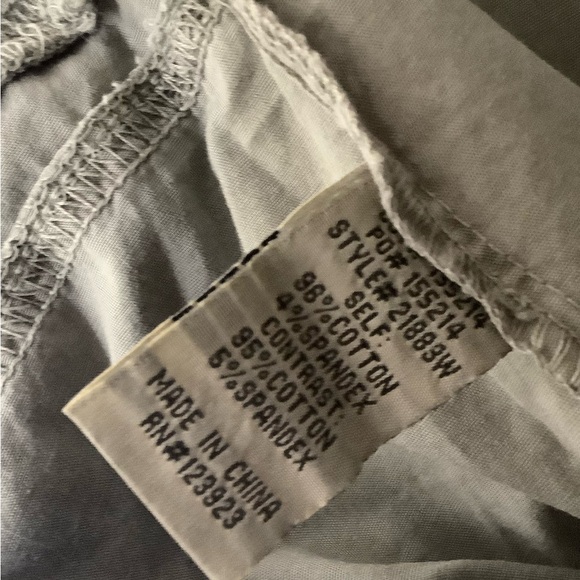 PO# 155214
STYLE# 21883W
SELF:
96%COTTON
4%SPANDEX
CONTRAST:
95%COTTON
5%SPANDEX
MADE IN CHINA
RN#123923